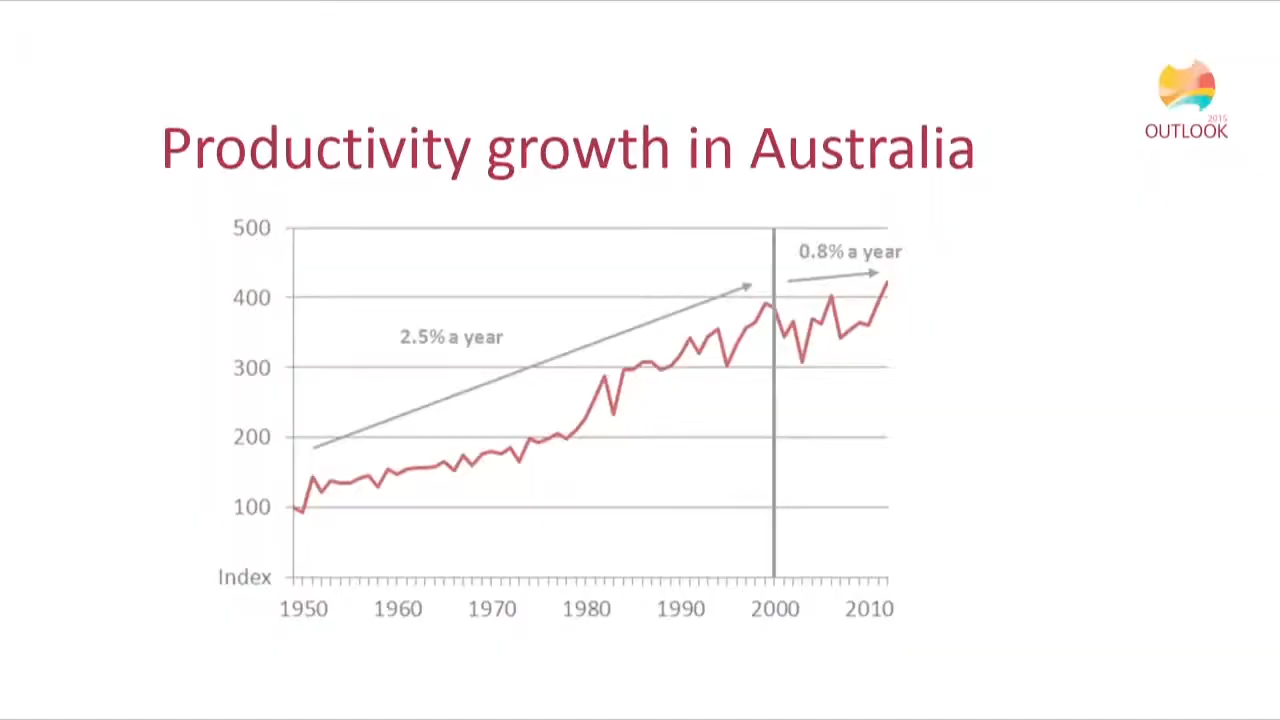 2015
OUTLOOK
Productivity growth in Australia
500
400
300
200
100
Index
2.5% a year
0.8% a year
1950 1960 1970 1980 1990 2000 2010